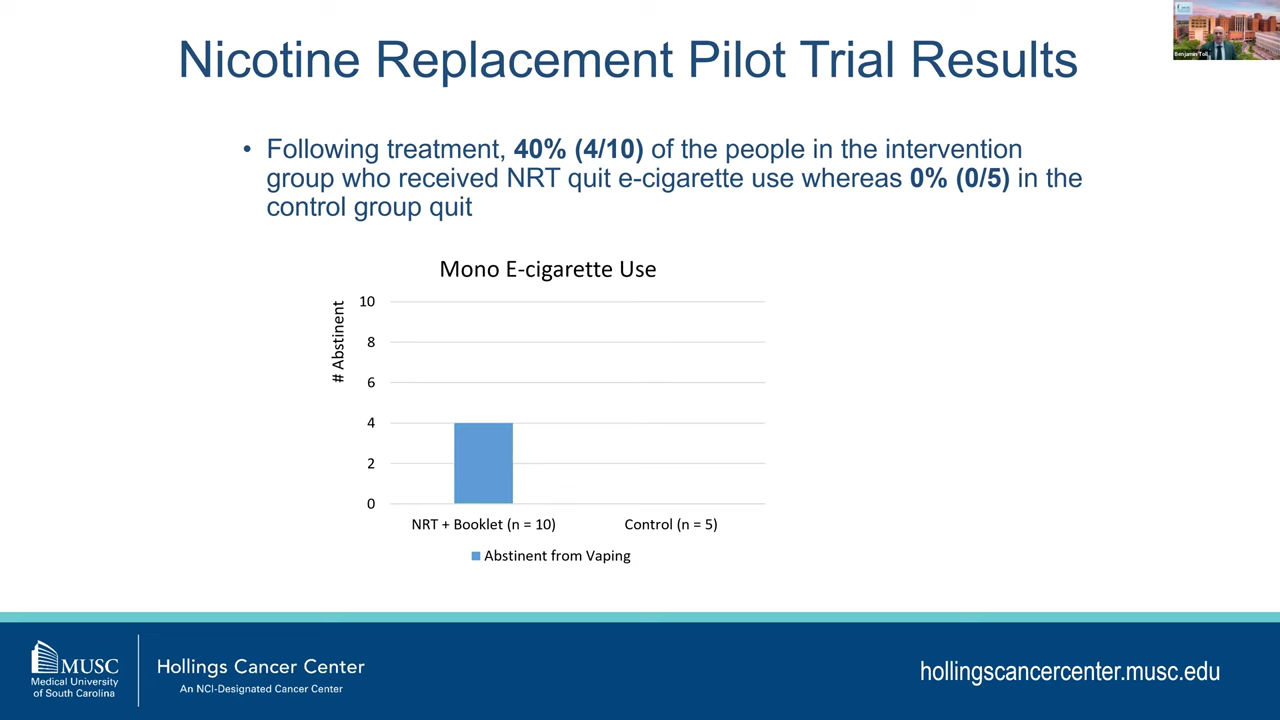 Nicotine Replacement Pilot Trial Results
Benjamin Toll
• Following treatment, 40% (4/10) of the people in the intervention
group who received NRT quit e-cigarette use whereas 0% (0/5) in the
control group quit
Mono E-cigarette Use
# Abstinent
10
8
6
4
2
0
NRT + Booklet (n = 10)
Control (n = 5)
Abstinent from Vaping
MUSC
Medical University
of South Carolina
Hollings Cancer Center
An NCI-Designated Cancer Center
hollingscancercenter.musc.edu